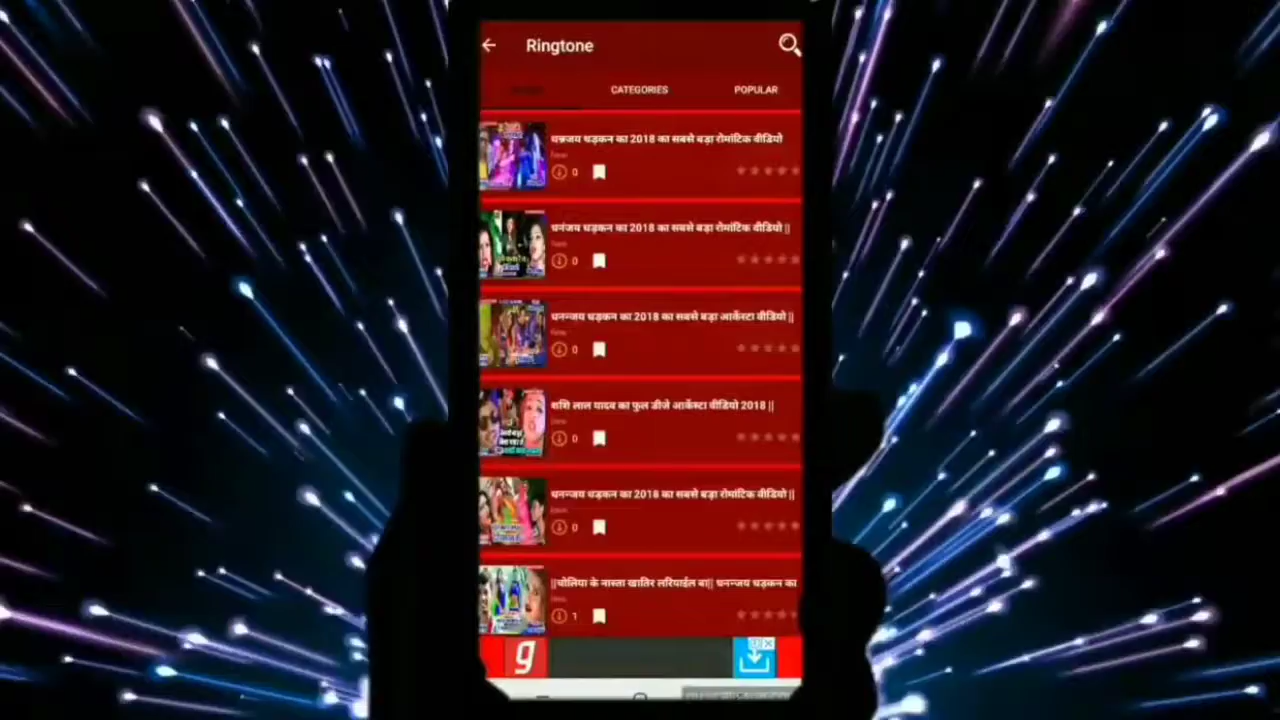 Ringtone
CATEGORIES
POPULAR
धन्नजय धड़कन का 2018 का सबसे बड़ा रोमांटिक वीडियो
0
धनंजय धड़कन का 2018 का सबसे बड़ा रोमांटिक वीडियो ||
0
धनन्जय धड़कन का 2018 का सबसे बड़ा आर्केस्टा वीडियो ||
0
शशि लाल यादव का फुल डीजे आर्केस्टा वीडियो 2018 ||
0
धनन्जय धड़कन का 2018 का सबसे बड़ा रोमांटिक वीडियो ||
0
||चोलिया के नास्ता खातिर लरियाईल बा|| धनन्जय धड़कन का
1
g